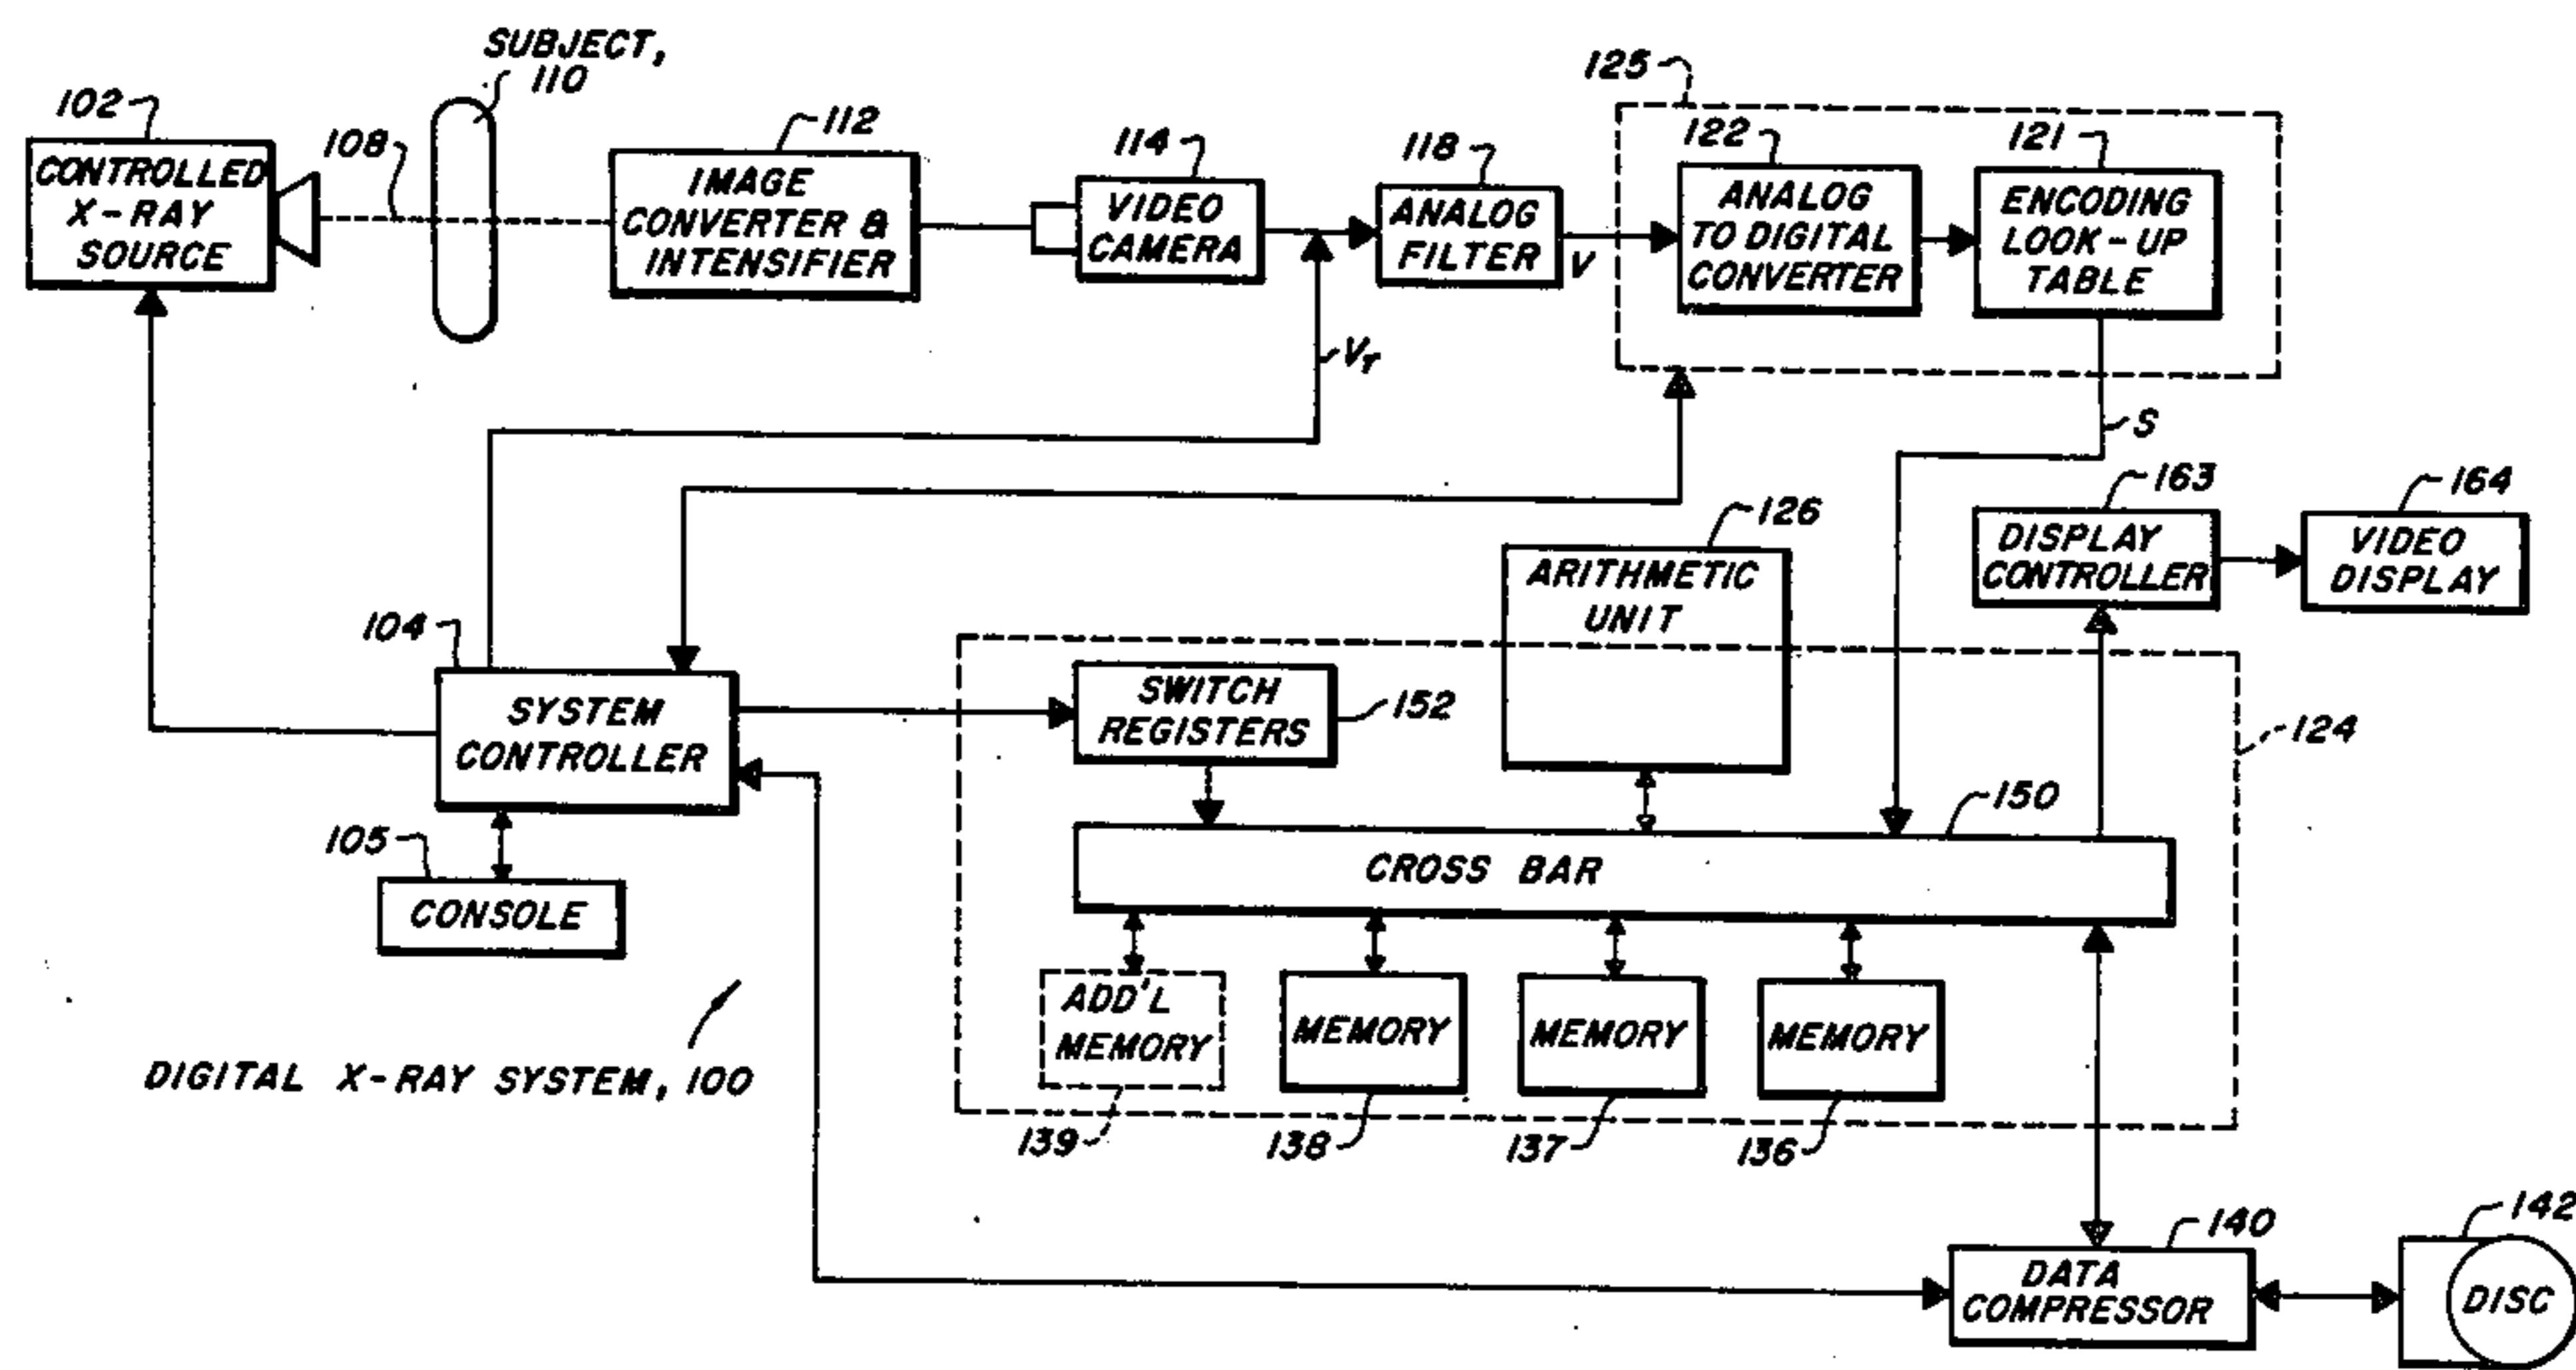 SUBJECT,
110
102
CONTROLLED
X-RAY
SOURCE
108
112
IMAGE
CONVERTER &
INTENSIFIER
114
VIDEO
CAMERA
118
ANALOG
FILTER
V
VT
125
122
ANALOG
TO DIGITAL
CONVERTER
121
ENCODING
LOOK-UP
TABLE
S
163
DISPLAY
CONTROLLER
164
VIDEO
DISPLAY
126
ARITHMETIC
UNIT
104
SYSTEM
CONTROLLER
SWITCH
REGISTERS
152
124
105
CONSOLE
150
CROSS BAR
ADD'L
MEMORY
MEMORY
MEMORY
MEMORY
139
138
137
136
DIGITAL X-RAY SYSTEM, 100
140
DATA
COMPRESSOR
142
DISC